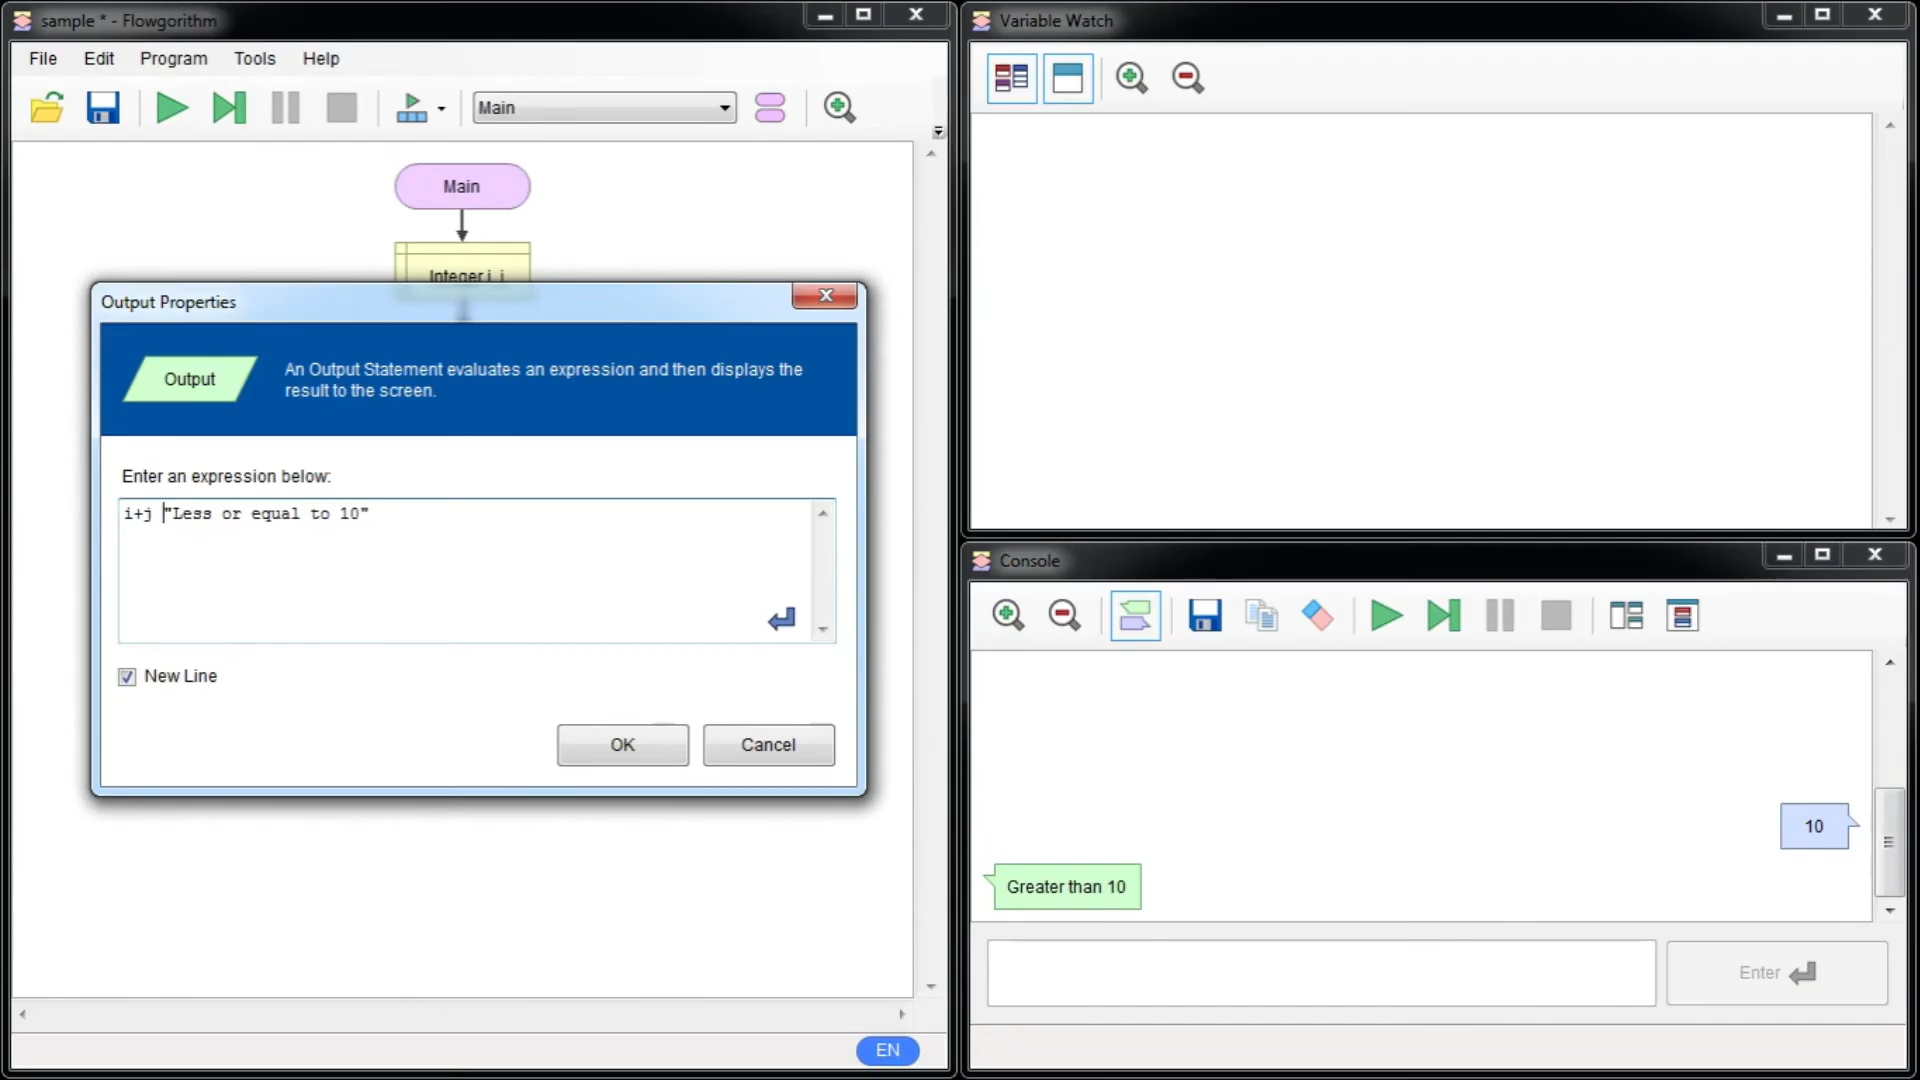 sample * - Flowgorithm
File Edit Program Tools Help
Main
Main
Integer i, j
Output Properties
Output
An Output Statement evaluates an expression and then displays the
result to the screen.
Enter an expression below:
i+j "Less or equal to 10"
New Line
OK Cancel
EN
Variable Watch
Console
10
Greater than 10
Enter